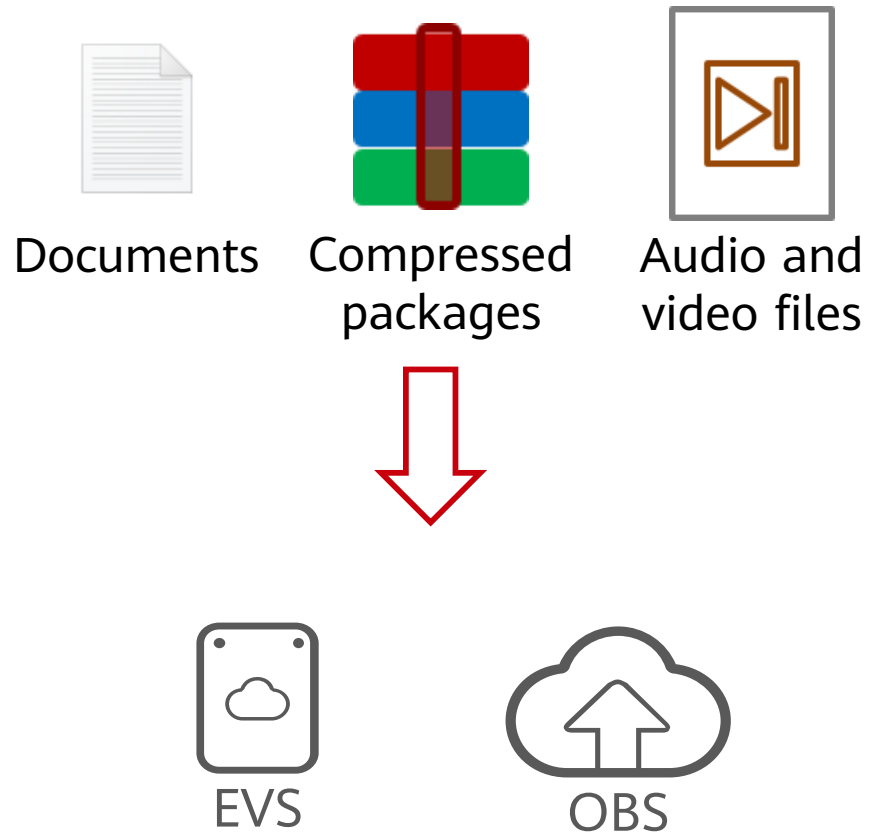 Documents
Compressed
packages
Audio and
video files
EVS
OBS